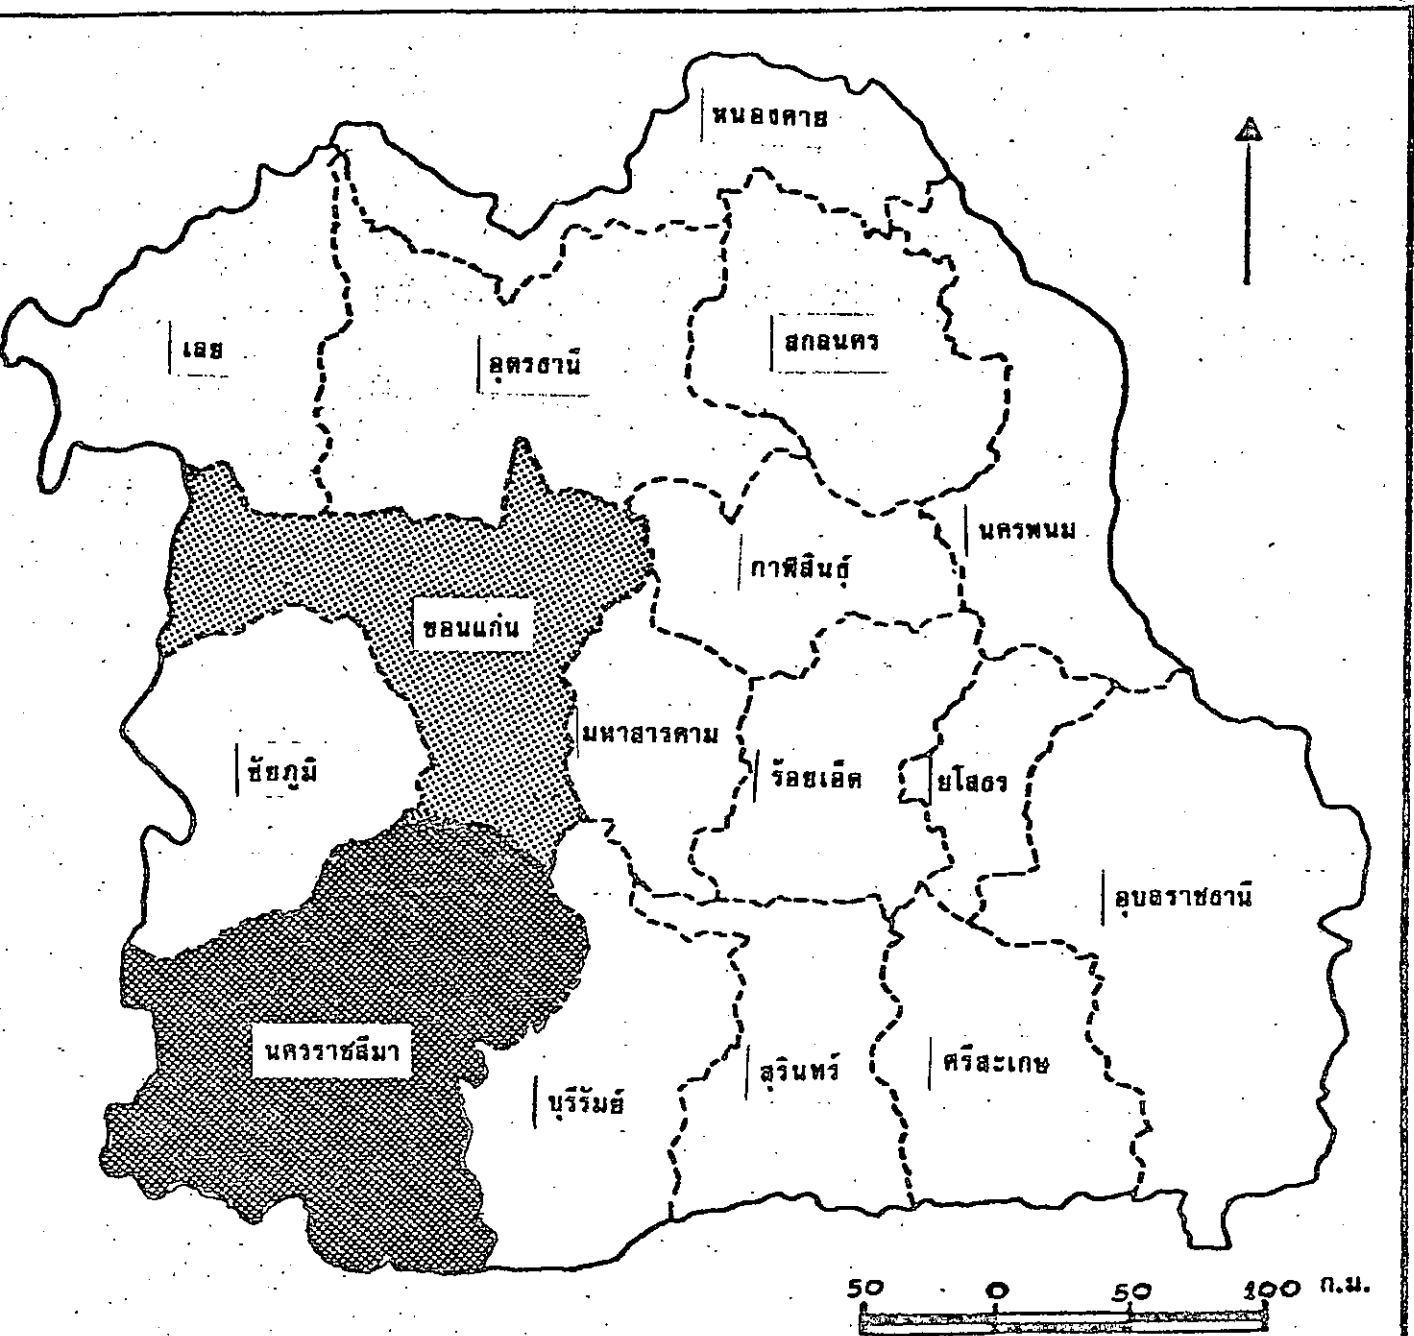 หนองคาย
เลย
อุดรธานี
สกลนคร
นครพนม
กาฬสินธุ์
ขอนแก่น
มหาสารคาม
ชัยภูมิ
ร้อยเอ็ด
ยโสธร
อุบลราชธานี
นครราชสีมา
บุรีรัมย์
สุรินทร์
ศรีสะเกษ
50 0 50 100 ก.ม.